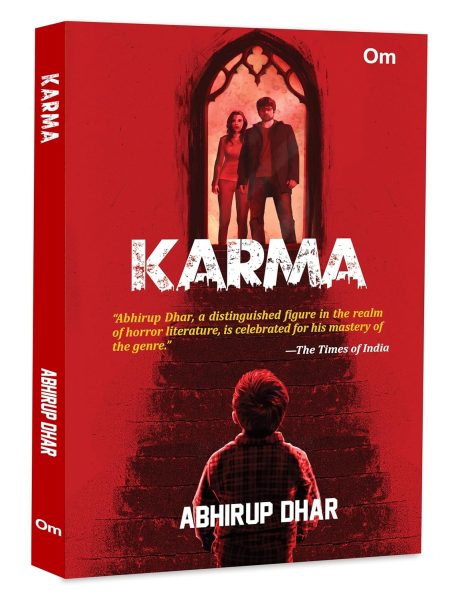 Om
KARMA
"Abhirup Dhar, a distinguished figure in the realm
of horror literature, is celebrated for his mastery of
the genre."
—The Times of India
ABHIRUP DHAR
KARMA
ABHIRUP DHAR
Om